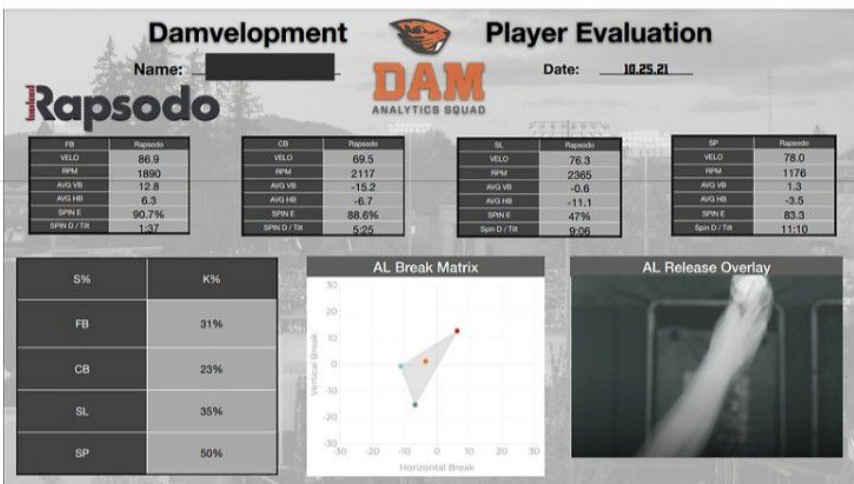 Damvelopment Player Evaluation
Name: Date: 10.25.21
DAM
ANALYTICS SQUAD
Rapsodo
FB Rapsodo
VELO 86.9
RPM 1890
AVG VB 12.8
AVG HB 6.3
SPIN E 90.7%
SPIN D / Tilt 1:37
CB Rapsodo
VELO 69.5
RPM 2117
AVG VB -15.2
AVG HB -6.7
SPIN E 88.6%
SPIN D / Tilt 5:25
SL Rapsodo
VELO 76.3
RPM 2365
AVG VB -0.6
AVG HB -11.1
SPIN E 47%
Spin D / Tilt 9:06
SP Rapsodo
VELO 78.0
RPM 1176
AVG VB 1.3
AVG HB -3.5
SPIN E 83.3
Spin D / Tilt 11:10
S% K%
FB 31%
CB 23%
SL 35%
SP 50%
AL Break Matrix
Vertical Break
30
20
10
0
-10
-20
-30
-30 -20 -10 0 10 20 30
Horizontal Break
AL Release Overlay